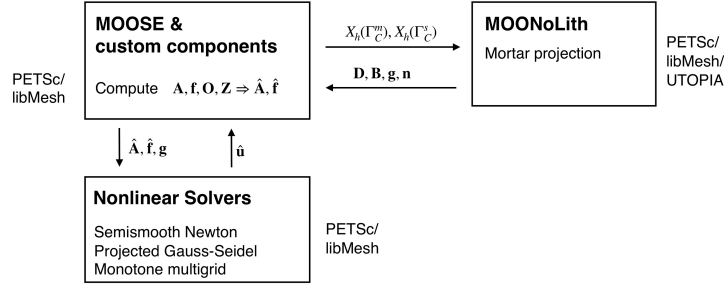 MOOSE &
custom components
Compute A, f, O, Z ⇒ Â, f̂
PETSc/
libMesh
X_h(Γ_C^m), X_h(Γ_C^s)
D, B, g, n
MOONoLith
Mortar projection
PETSc/
libMesh/
UTOPIA
Â, f̂, g
û
Nonlinear Solvers
Semismooth Newton
Projected Gauss-Seidel
Monotone multigrid
PETSc/
libMesh